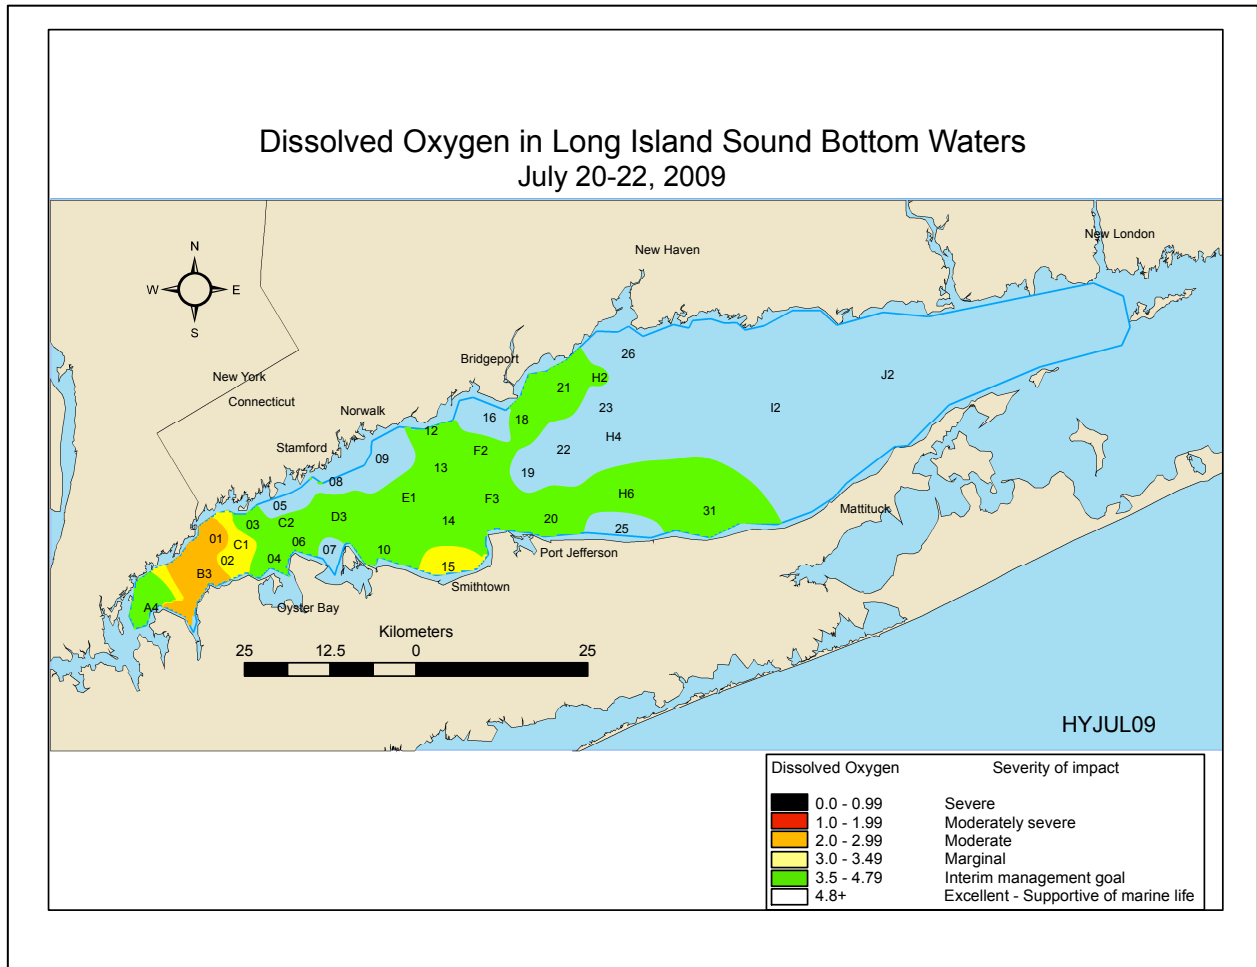 Dissolved Oxygen in Long Island Sound Bottom Waters
July 20-22, 2009
New London
New Haven
N
W E
S
26
Bridgeport
H2
21
J2
New York
Connecticut
23
I2
Norwalk
16
18
12
H4
Stamford
F2
22
09
13
19
08
E1
F3
H6
05
31
Mattituck
03
C2
D3
14
20
25
01
C1
06
07
10
Port Jefferson
02
04
15
B3
Smithtown
A4
Oyster Bay
Kilometers
25 12.5 0 25
HYJUL09
Dissolved Oxygen Severity of impact
0.0 - 0.99 Severe
1.0 - 1.99 Moderately severe
2.0 - 2.99 Moderate
3.0 - 3.49 Marginal
3.5 - 4.79 Interim management goal
4.8+ Excellent - Supportive of marine life